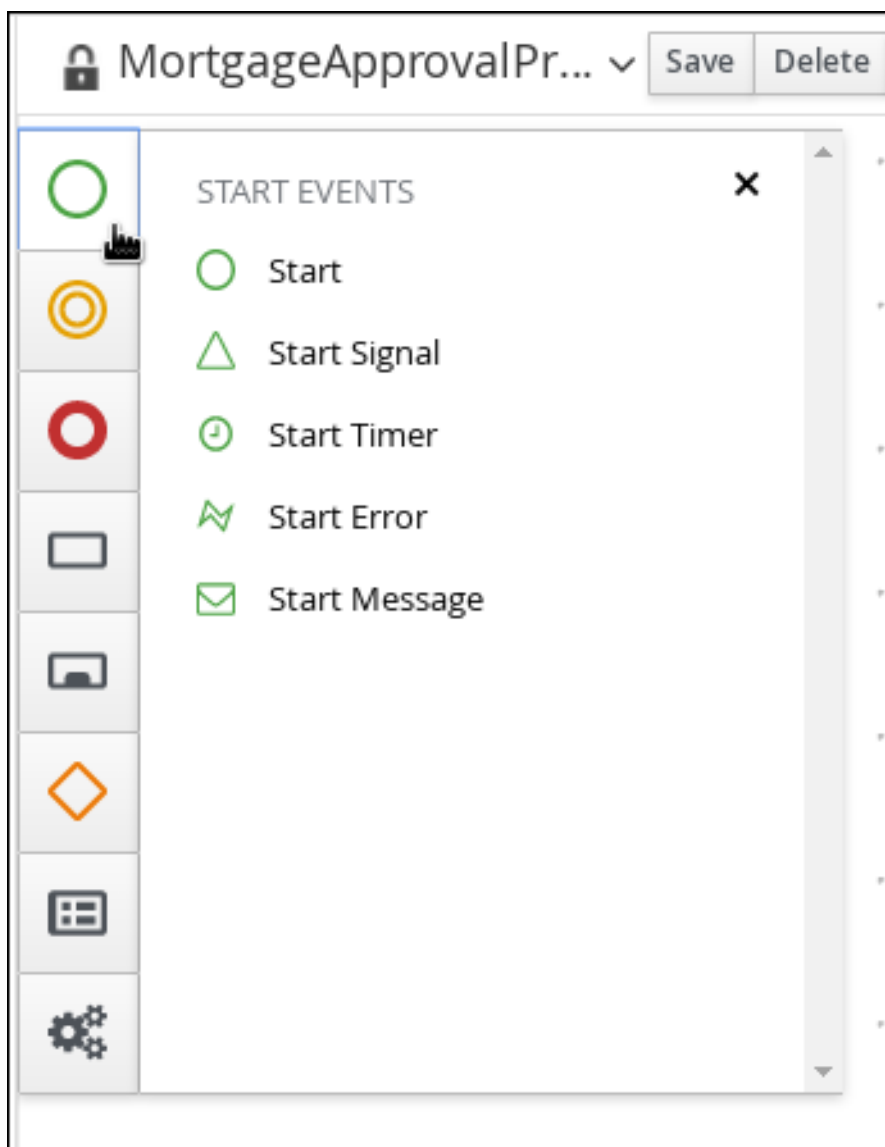 MortgageApprovalPr... Save Delete
START EVENTS
Start
Start Signal
Start Timer
Start Error
Start Message